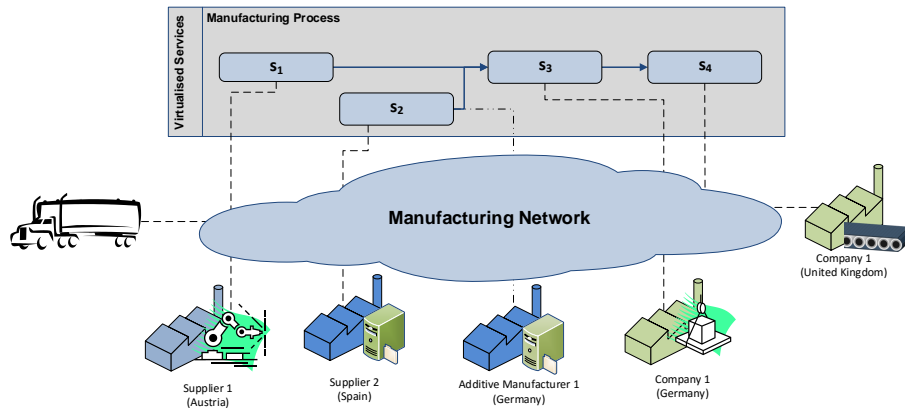 Manufacturing Process
Virtualised Services
S1
S3
S4
S2
Manufacturing Network
Company 1
(United Kingdom)
Supplier 1
(Austria)
Supplier 2
(Spain)
Additive Manufacturer 1
(Germany)
Company 1
(Germany)